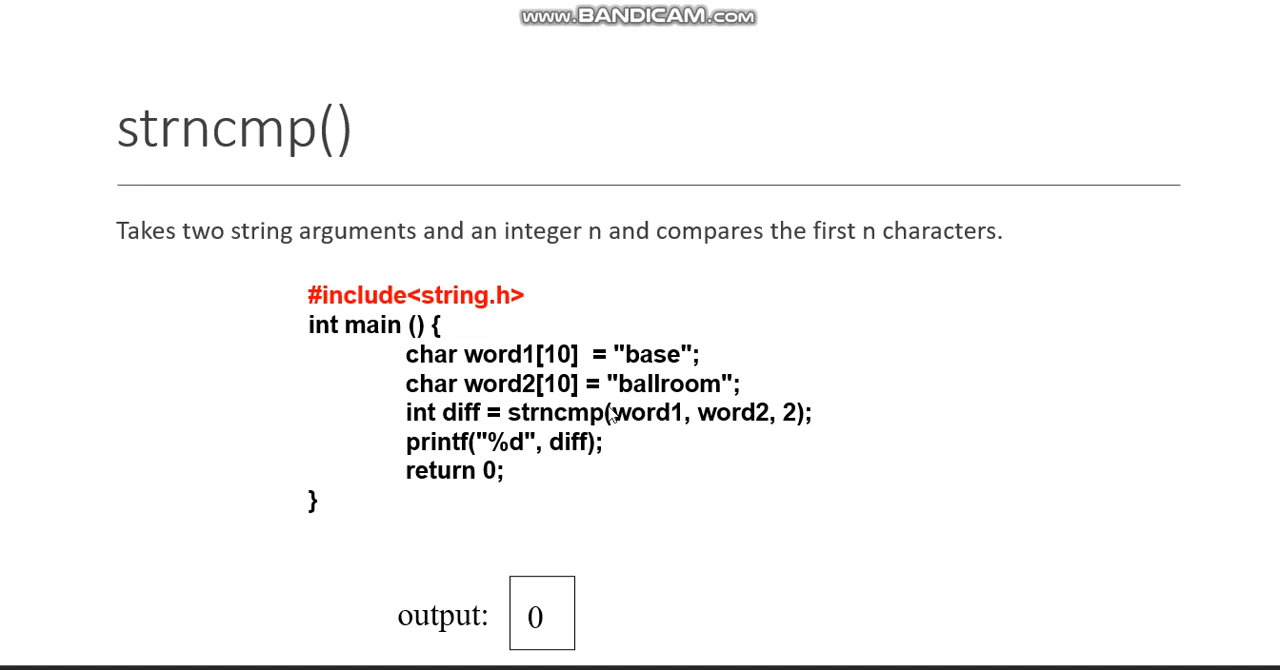 www.BANDICAM.com
strncmp()
Takes two string arguments and an integer n and compares the first n characters.
#include<string.h>
int main () {
char word1[10]  = "base";
char word2[10] = "ballroom";
int diff = strncmp(word1, word2, 2);
printf("%d", diff);
return 0;
}
output: 0